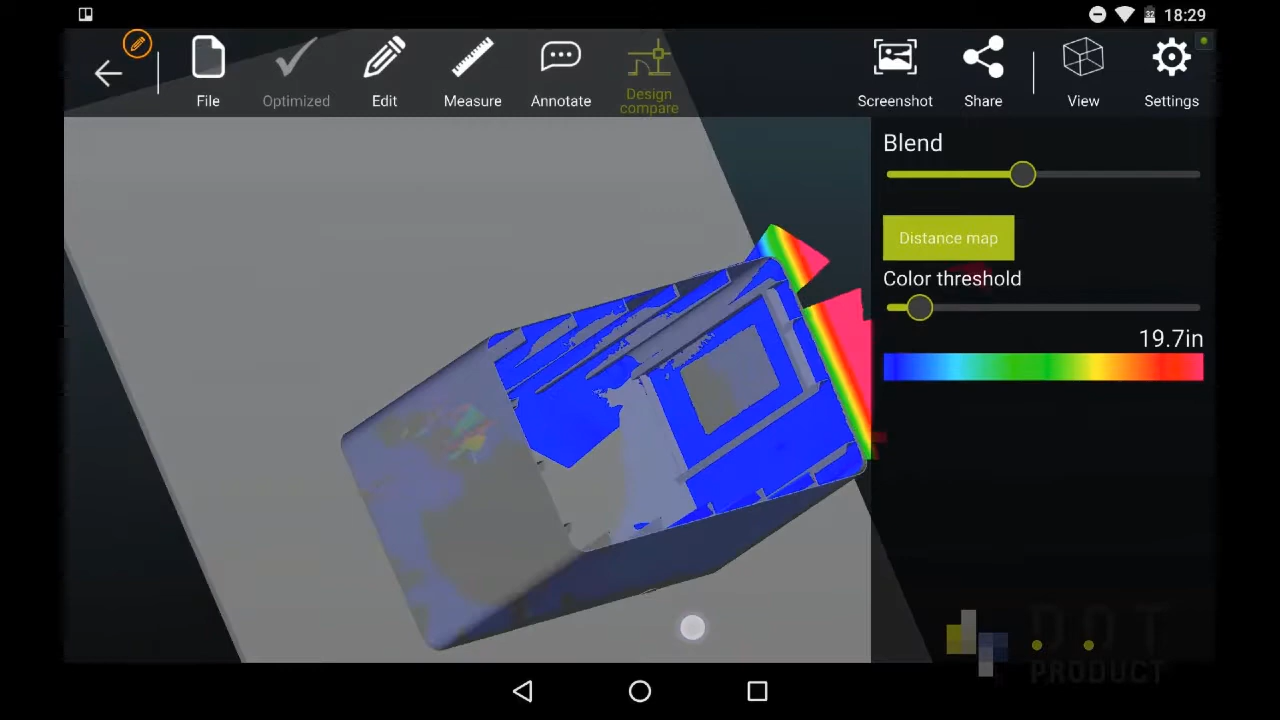 18:29
File
Optimized
Edit
Measure
Annotate
Design
compare
Screenshot
Share
View
Settings
Blend
Distance map
Color threshold
19.7in
DOT
PRODUCT